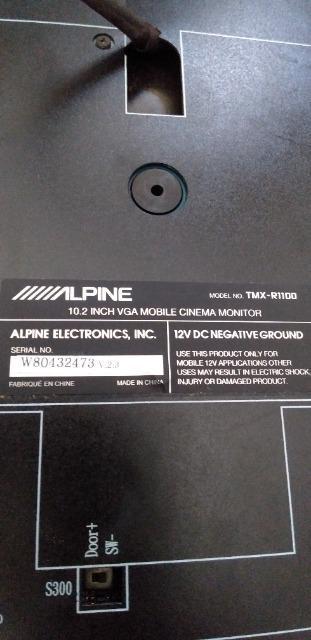 ALPINE
MODEL NO. TMX-R1100
10.2 INCH VGA MOBILE CINEMA MONITOR
ALPINE ELECTRONICS, INC.
SERIAL NO.
W80432473 V.2.3
FABRIQUÉ EN CHINE
MADE IN CHINA
12V DC NEGATIVE GROUND
USE THIS PRODUCT ONLY FOR
MOBILE 12V APPLICATIONS OTHER
USES MAY RESULT IN ELECTRIC SHOCK,
INJURY OR DAMAGED PRODUCT.
Door+
SW-
S300